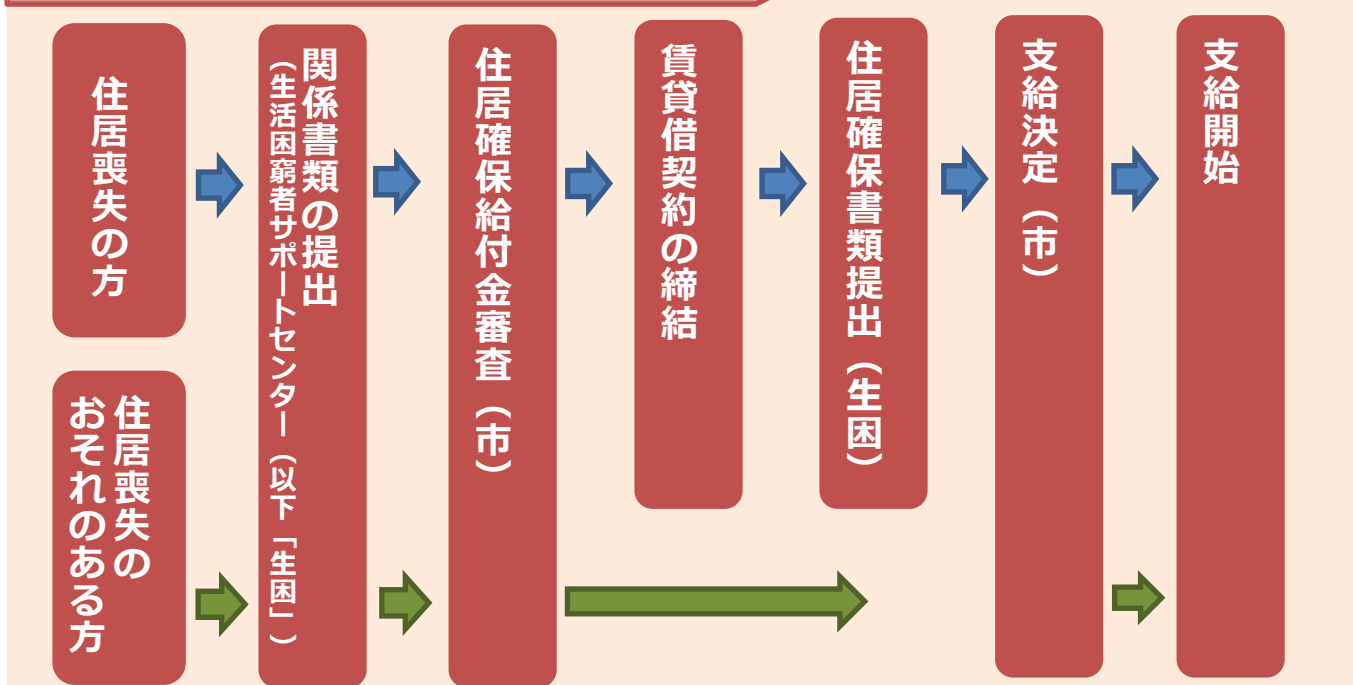 住居喪失の方
住居喪失の
おそれのある方
関係書類の提出
（生活困窮者サポートセンター（以下「生困」）
住居確保給付金審査（市）
賃貸借契約の締結
住居確保書類提出（生困）
支給決定（市）
支給開始